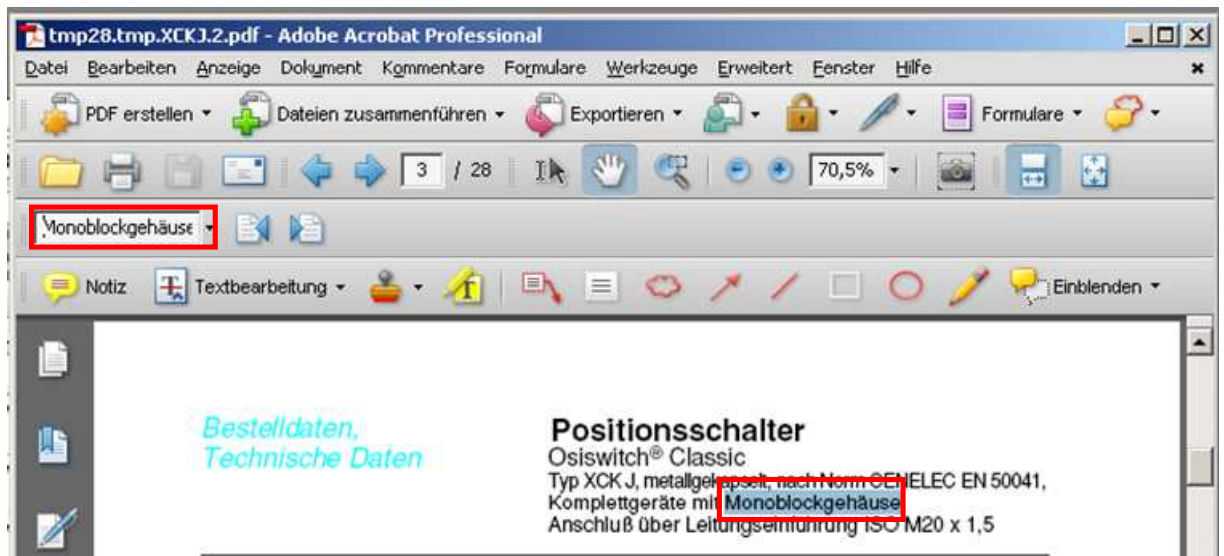 tmp28.tmp.XCKJ.2.pdf - Adobe Acrobat Professional
Datei Bearbeiten Anzeige Dokument Kommentare Formulare Werkzeuge Erweitert Fenster Hilfe
PDF erstellen Dateien zusammenführen Exportieren Formulare
3 / 28 70,5%
Monoblockgehäuse
Notiz Textbearbeitung Einblenden
Bestelldaten,
Technische Daten
Positionsschalter
Osiswitch® Classic
Typ XCK J, metallgekapselt, nach Norm CENELEC EN 50041,
Komplettgeräte mit Monoblockgehäuse
Anschluß über Leitungseinführung ISO M20 x 1,5